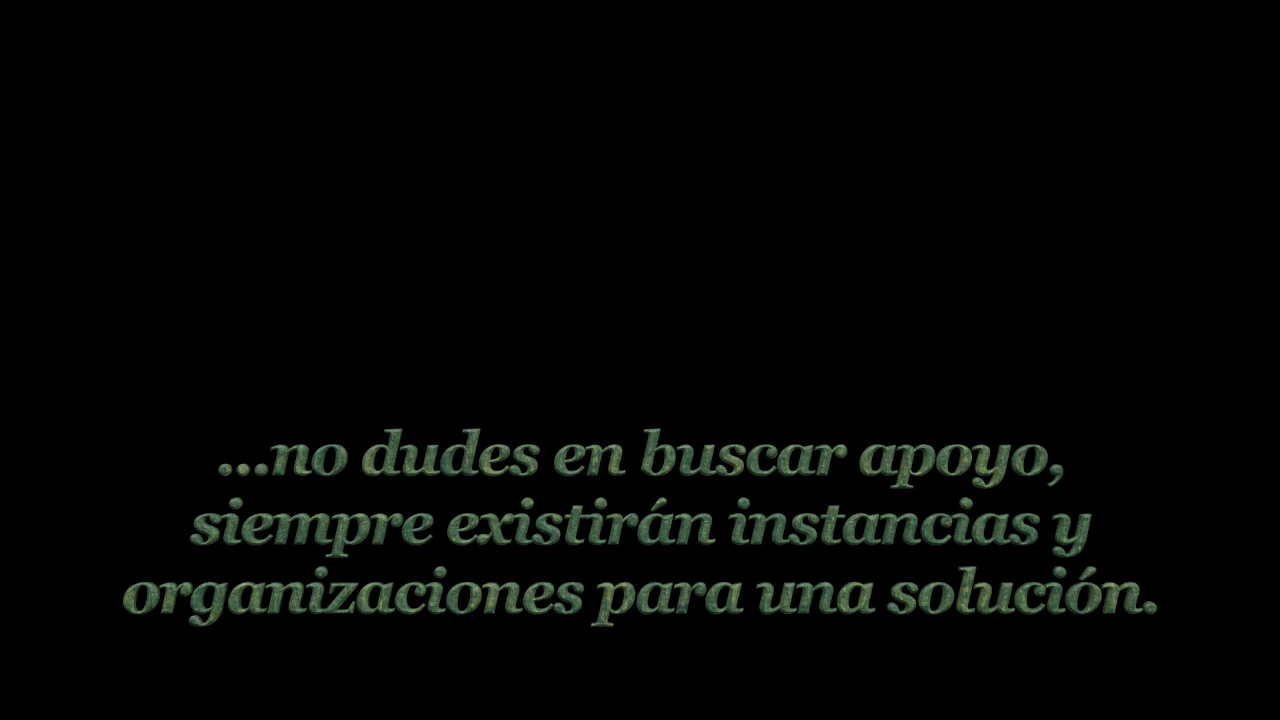 ...no dudes en buscar apoyo,
siempre existirán instancias y
organizaciones para una solución.